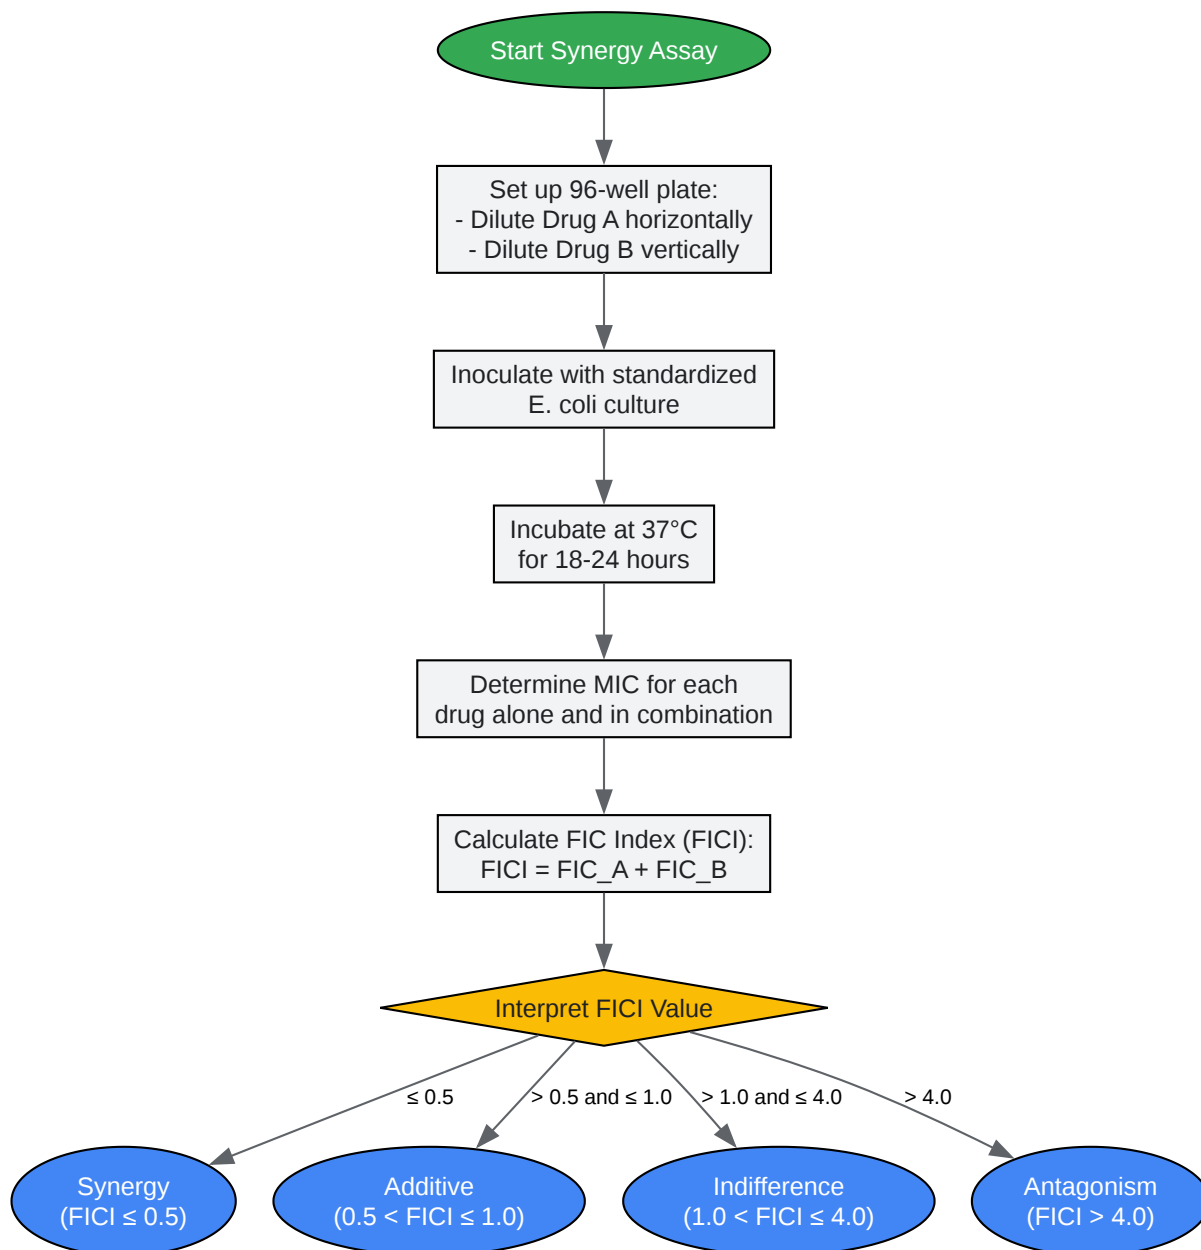 Start Synergy Assay
Set up 96-well plate:
- Dilute Drug A horizontally
- Dilute Drug B vertically
Inoculate with standardized
E. coli culture
Incubate at 37°C
for 18-24 hours
Determine MIC for each
drug alone and in combination
Calculate FIC Index (FICI):
FICI = FIC_A + FIC_B
Interpret FICI Value
≤ 0.5
> 0.5 and ≤ 1.0
> 1.0 and ≤ 4.0
> 4.0
Synergy
(FICI ≤ 0.5)
Additive
(0.5 < FICI ≤ 1.0)
Indifference
(1.0 < FICI ≤ 4.0)
Antagonism
(FICI > 4.0)